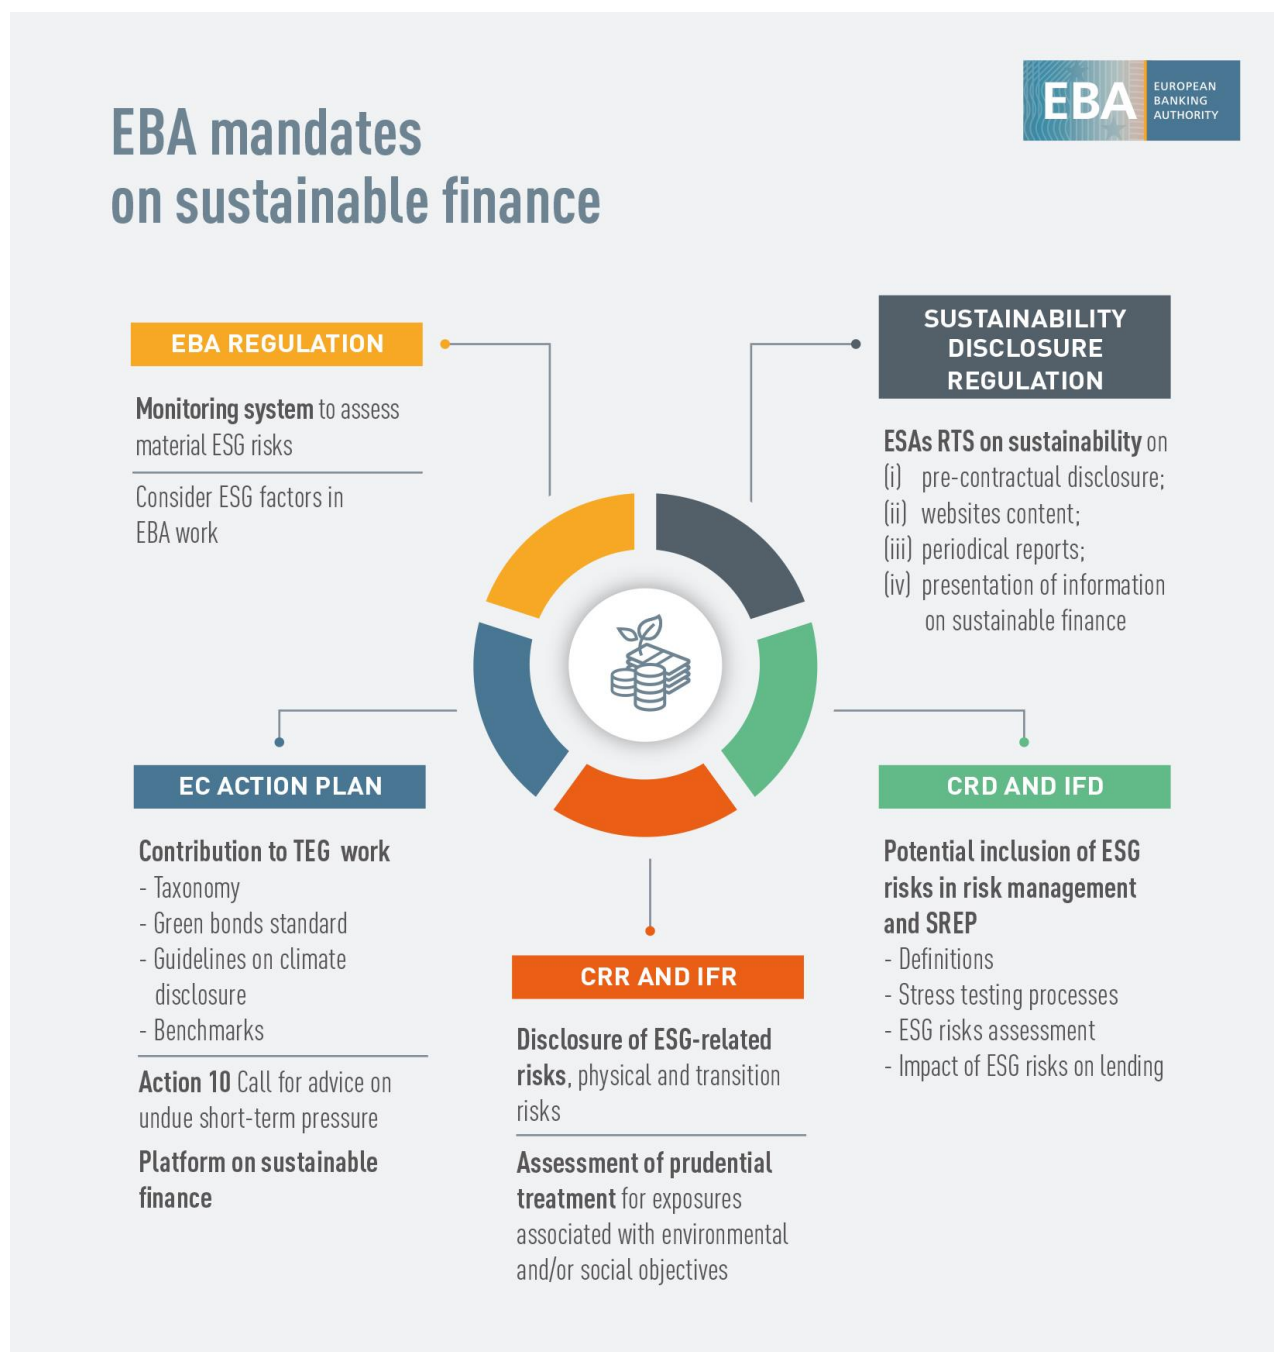 EBA mandates
on sustainable finance
EBA
EUROPEAN
BANKING
AUTHORITY
EBA REGULATION
Monitoring system to assess
material ESG risks
Consider ESG factors in
EBA work
SUSTAINABILITY
DISCLOSURE
REGULATION
ESAs RTS on sustainability on
(i) pre-contractual disclosure;
(ii) websites content;
(iii) periodical reports;
(iv) presentation of information
on sustainable finance
EC ACTION PLAN
Contribution to TEG work
- Taxonomy
- Green bonds standard
- Guidelines on climate
disclosure
- Benchmarks
Action 10 Call for advice on
undue short-term pressure
Platform on sustainable
finance
CRR AND IFR
Disclosure of ESG-related
risks, physical and transition
risks
Assessment of prudential
treatment for exposures
associated with environmental
and/or social objectives
CRD AND IFD
Potential inclusion of ESG
risks in risk management
and SREP
- Definitions
- Stress testing processes
- ESG risks assessment
- Impact of ESG risks on lending